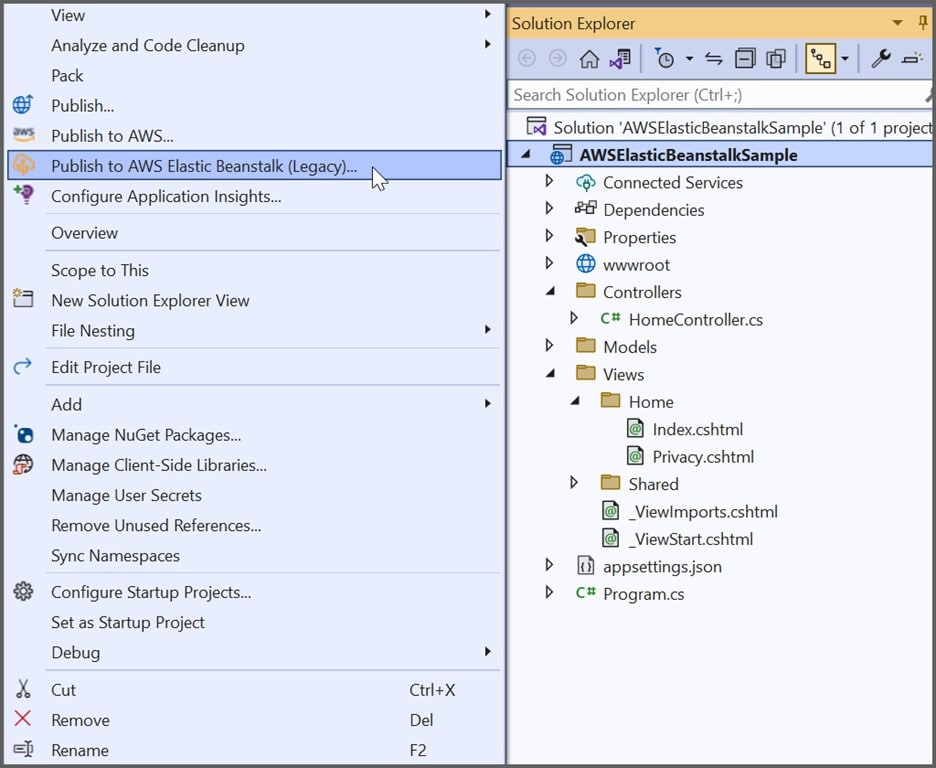 View
Analyze and Code Cleanup
Pack
Publish...
aws
Publish to AWS...
Publish to AWS Elastic Beanstalk (Legacy)...
Configure Application Insights...
Overview
Scope to This
New Solution Explorer View
File Nesting
Edit Project File
Add
Manage NuGet Packages...
Manage Client-Side Libraries...
Manage User Secrets
Remove Unused References...
Sync Namespaces
Configure Startup Projects...
Set as Startup Project
Debug
Cut Ctrl+X
Remove Del
Rename F2
Solution Explorer
Search Solution Explorer (Ctrl+;)
Solution 'AWSElasticBeanstalkSample' (1 of 1 project
AWSElasticBeanstalkSample
Connected Services
Dependencies
Properties
wwwroot
Controllers
C# HomeController.cs
Models
Views
Home
@ Index.cshtml
@ Privacy.cshtml
Shared
@ _ViewImports.cshtml
@ _ViewStart.cshtml
appsettings.json
C# Program.cs